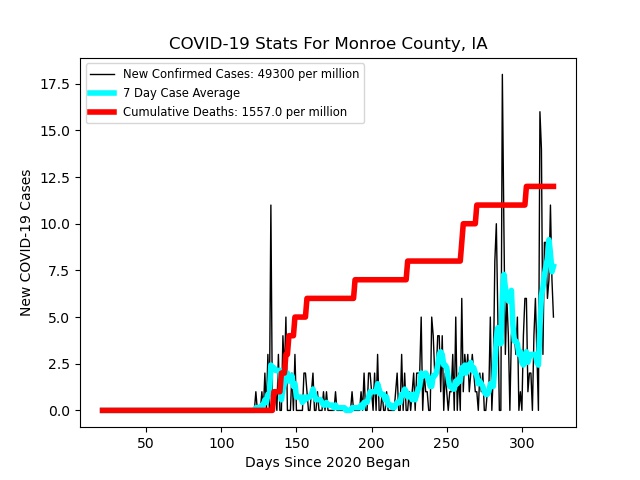 COVID-19 Stats For Monroe County, IA
New Confirmed Cases: 49300 per million
7 Day Case Average
Cumulative Deaths: 1557.0 per million
New COVID-19 Cases
17.5
15.0
12.5
10.0
7.5
5.0
2.5
0.0
50 100 150 200 250 300
Days Since 2020 Began